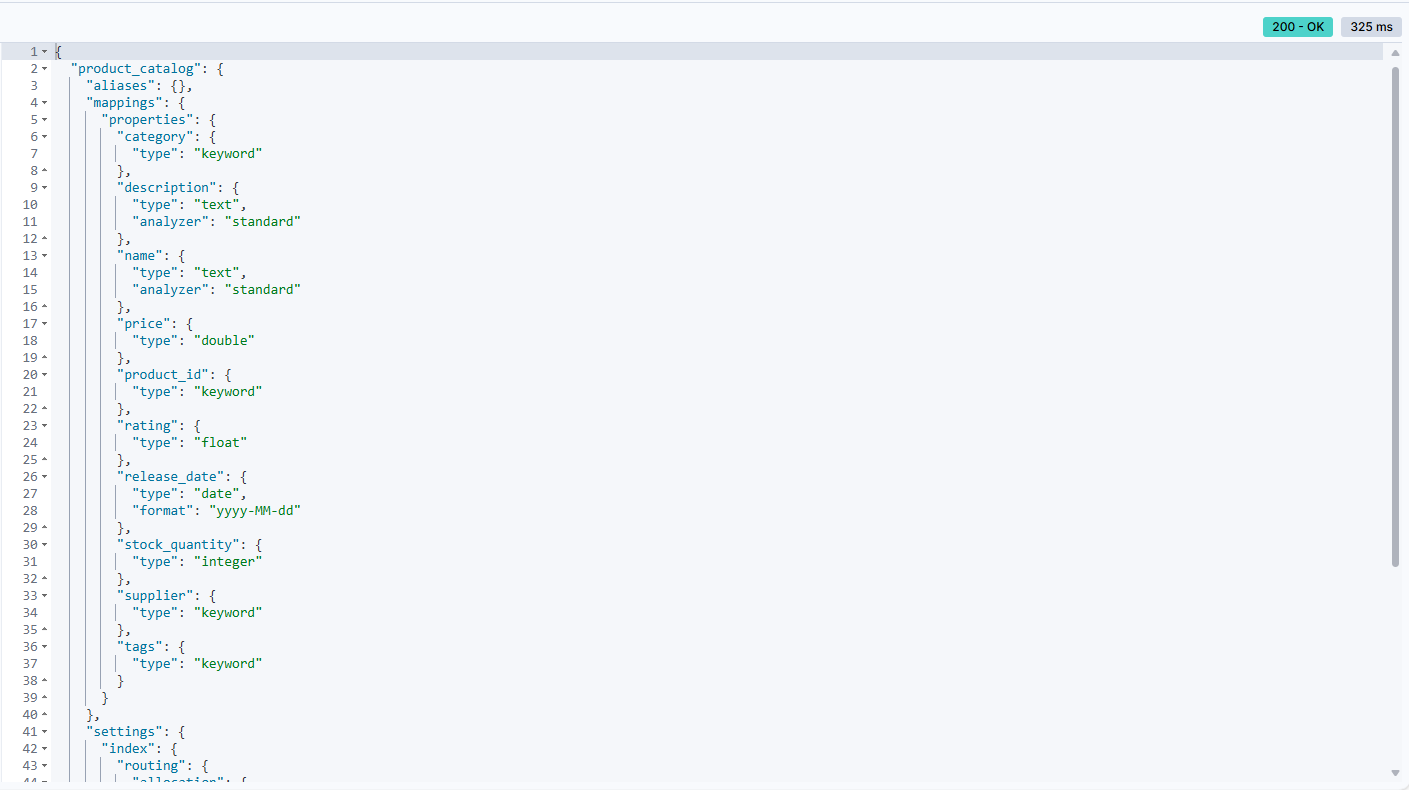 200 - OK 325 ms
1 {
2 "product_catalog": {
3 "aliases": {},
4 "mappings": {
5 "properties": {
6 "category": {
7 "type": "keyword"
8 },
9 "description": {
10 "type": "text",
11 "analyzer": "standard"
12 },
13 "name": {
14 "type": "text",
15 "analyzer": "standard"
16 },
17 "price": {
18 "type": "double"
19 },
20 "product_id": {
21 "type": "keyword"
22 },
23 "rating": {
24 "type": "float"
25 },
26 "release_date": {
27 "type": "date",
28 "format": "yyyy-MM-dd"
29 },
30 "stock_quantity": {
31 "type": "integer"
32 },
33 "supplier": {
34 "type": "keyword"
35 },
36 "tags": {
37 "type": "keyword"
38 }
39 }
40 },
41 "settings": {
42 "index": {
43 "routing": {
44 "allocation": {